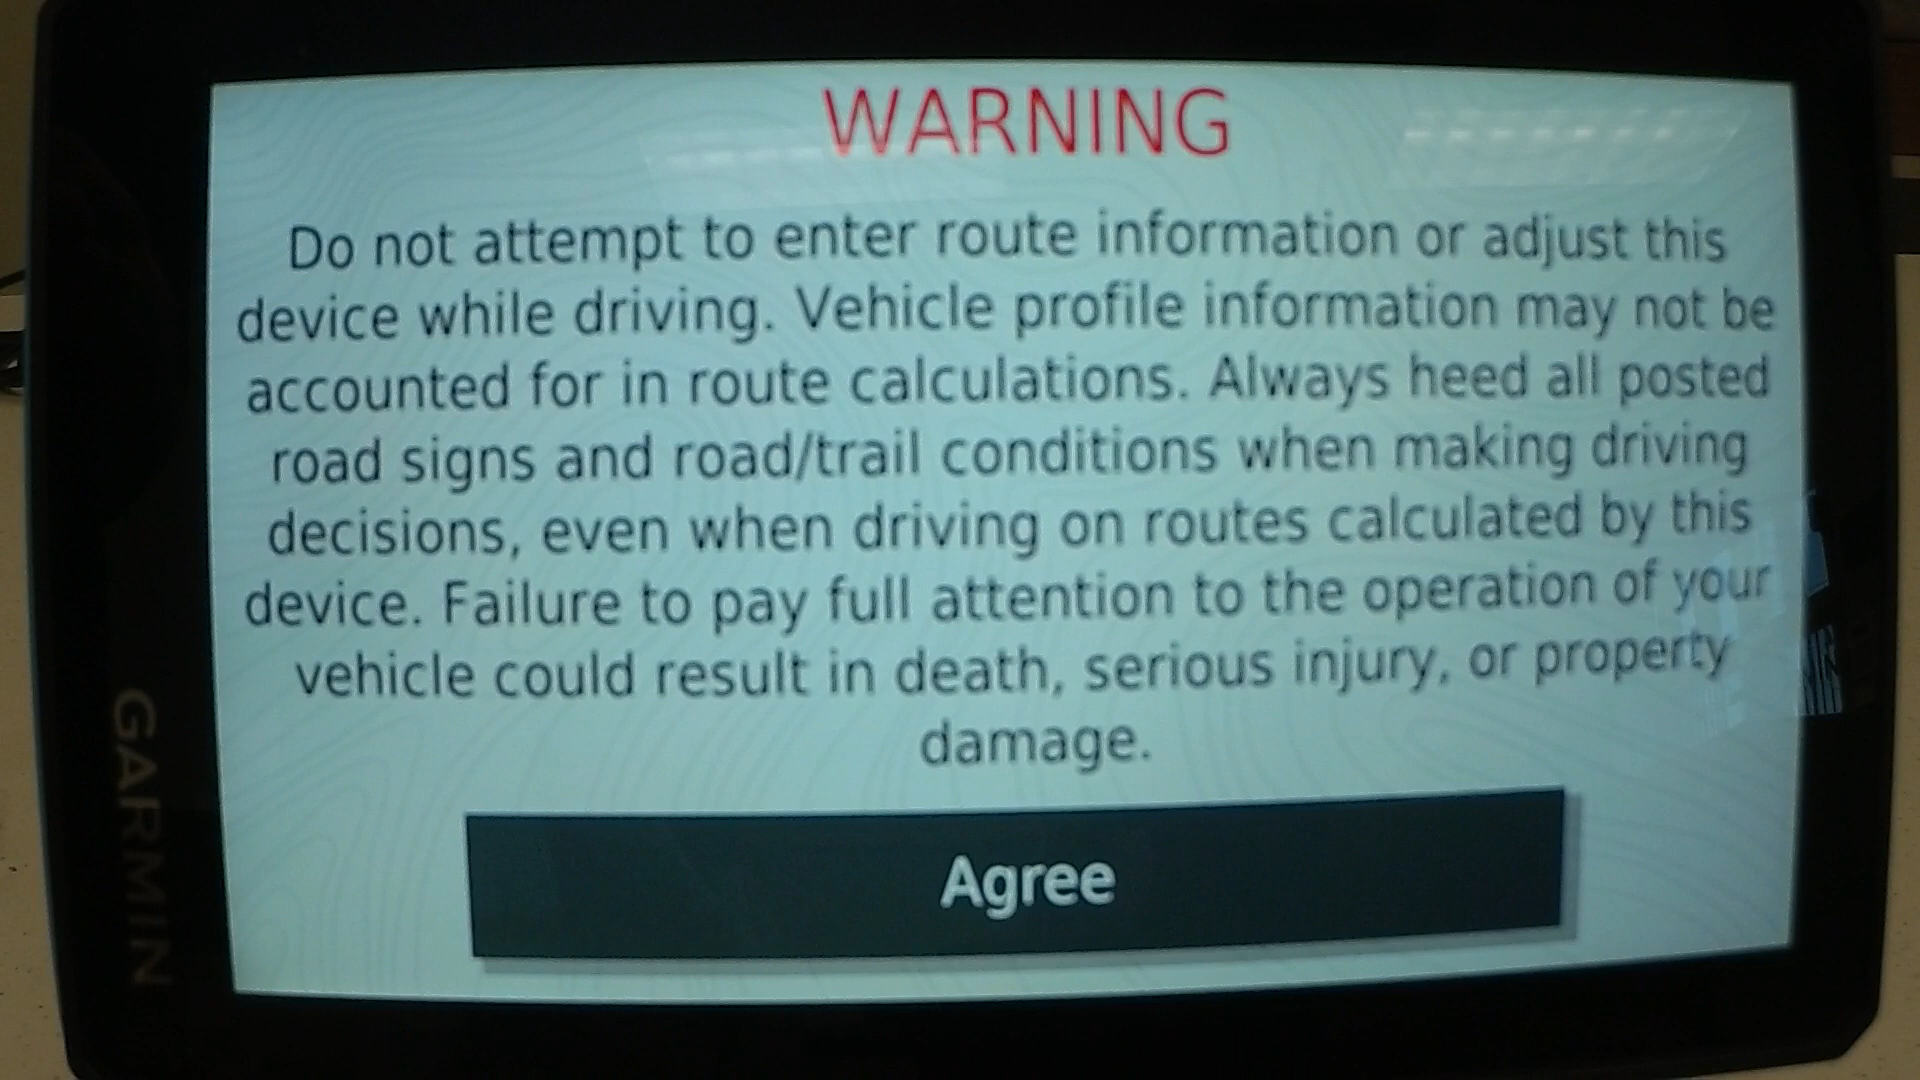 WARNING
Do not attempt to enter route information or adjust this
device while driving. Vehicle profile information may not be
accounted for in route calculations. Always heed all posted
road signs and road/trail conditions when making driving
decisions, even when driving on routes calculated by this
device. Failure to pay full attention to the operation of your
vehicle could result in death, serious injury, or property
damage.
Agree
GARMIN